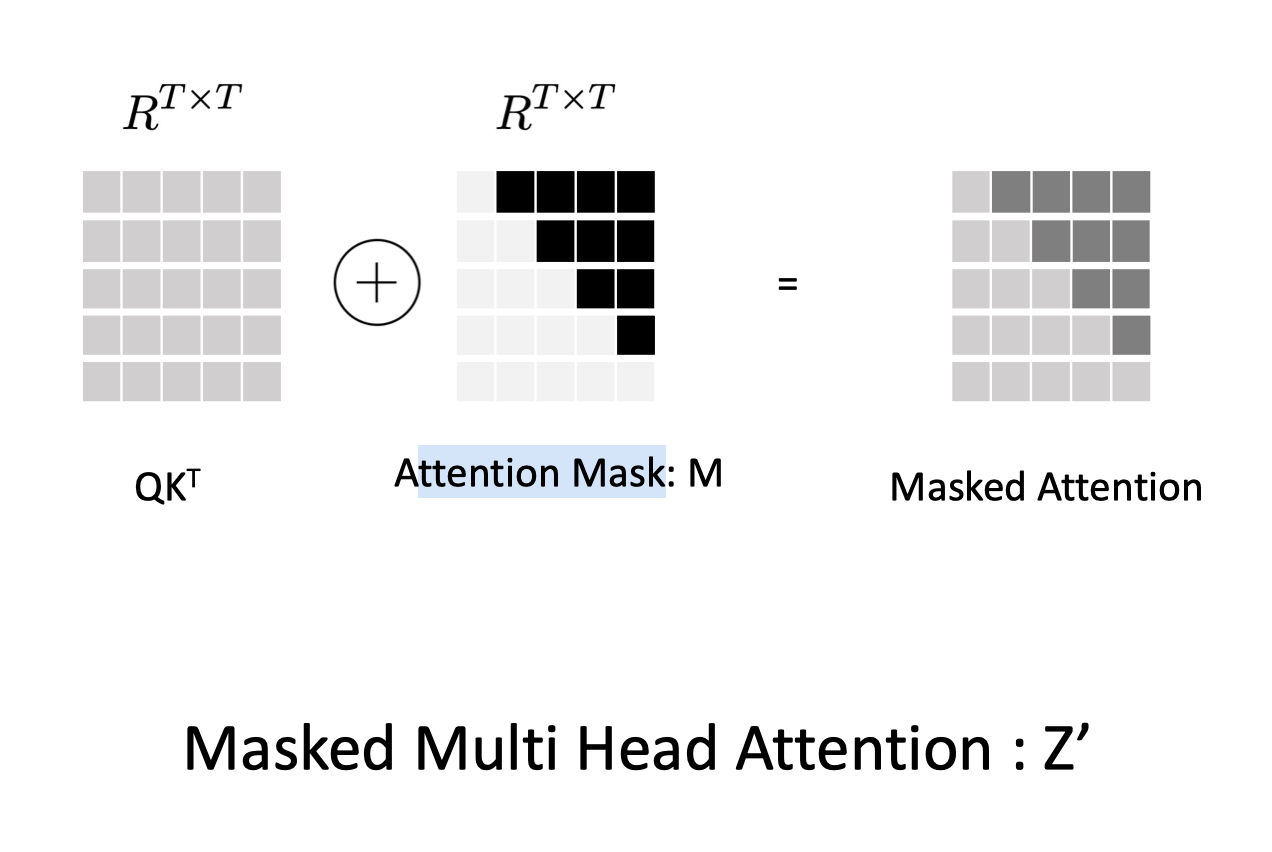 R^{T×T}
R^{T×T}
=
QK^T
Attention Mask: M
Masked Attention
Masked Multi Head Attention : Z’